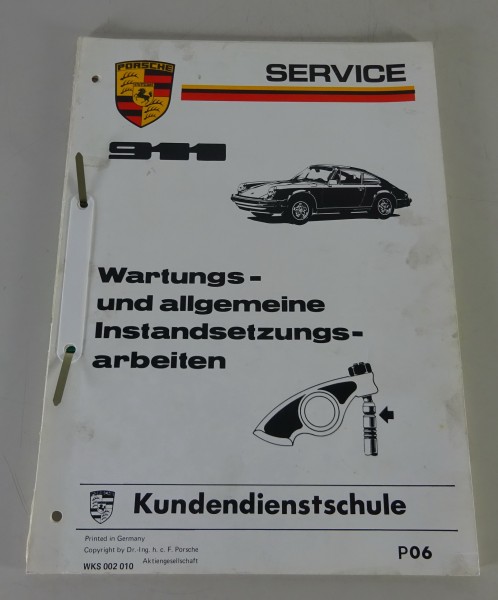 PORSCHE
SERVICE
911
Wartungs-
und allgemeine
Instandsetzungs-
arbeiten
Kundendienstschule
Printed in Germany
Copyright by Dr.-Ing. h. c. F. Porsche
Aktiengesellschaft
WKS 002 010
P06